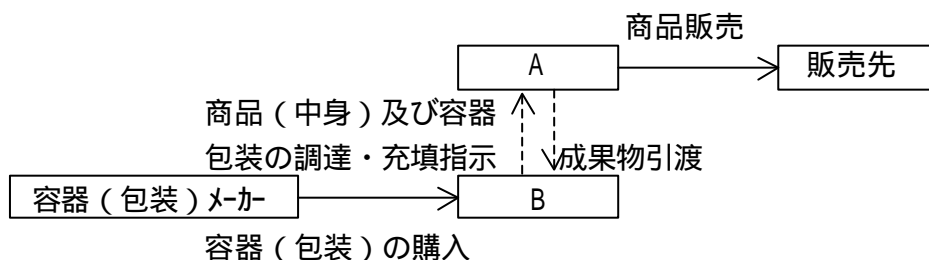 商品販売
A
販売先
商品(中身)及び容器
包装の調達・充填指示
成果物引渡
容器(包装)ﾒｰｶｰ
B
容器(包装)の購入